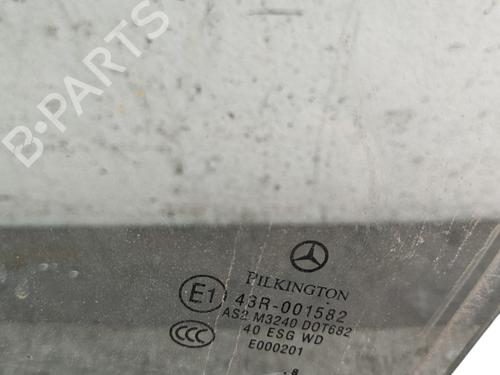 B-PARTS
PILKINGTON
E1 43R-001582
AS2 M3240 DOT682
CCC 40 ESG WD
E000201